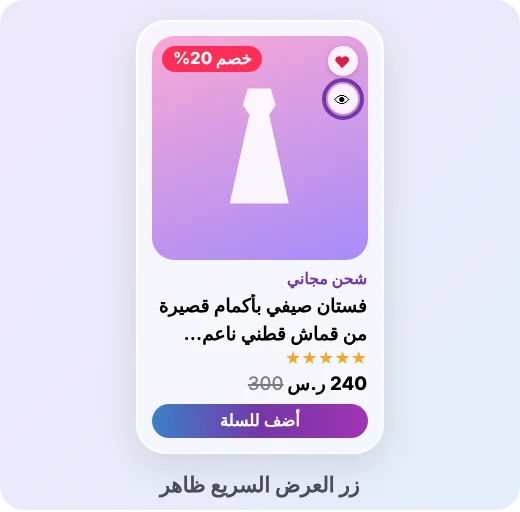 خصم 20%
شحن مجاني
فستان صيفي بأكمام قصيرة
من قماش قطني ناعم...
★★★★★
240 ر.س 300
أضف للسلة
زر العرض السريع ظاهر